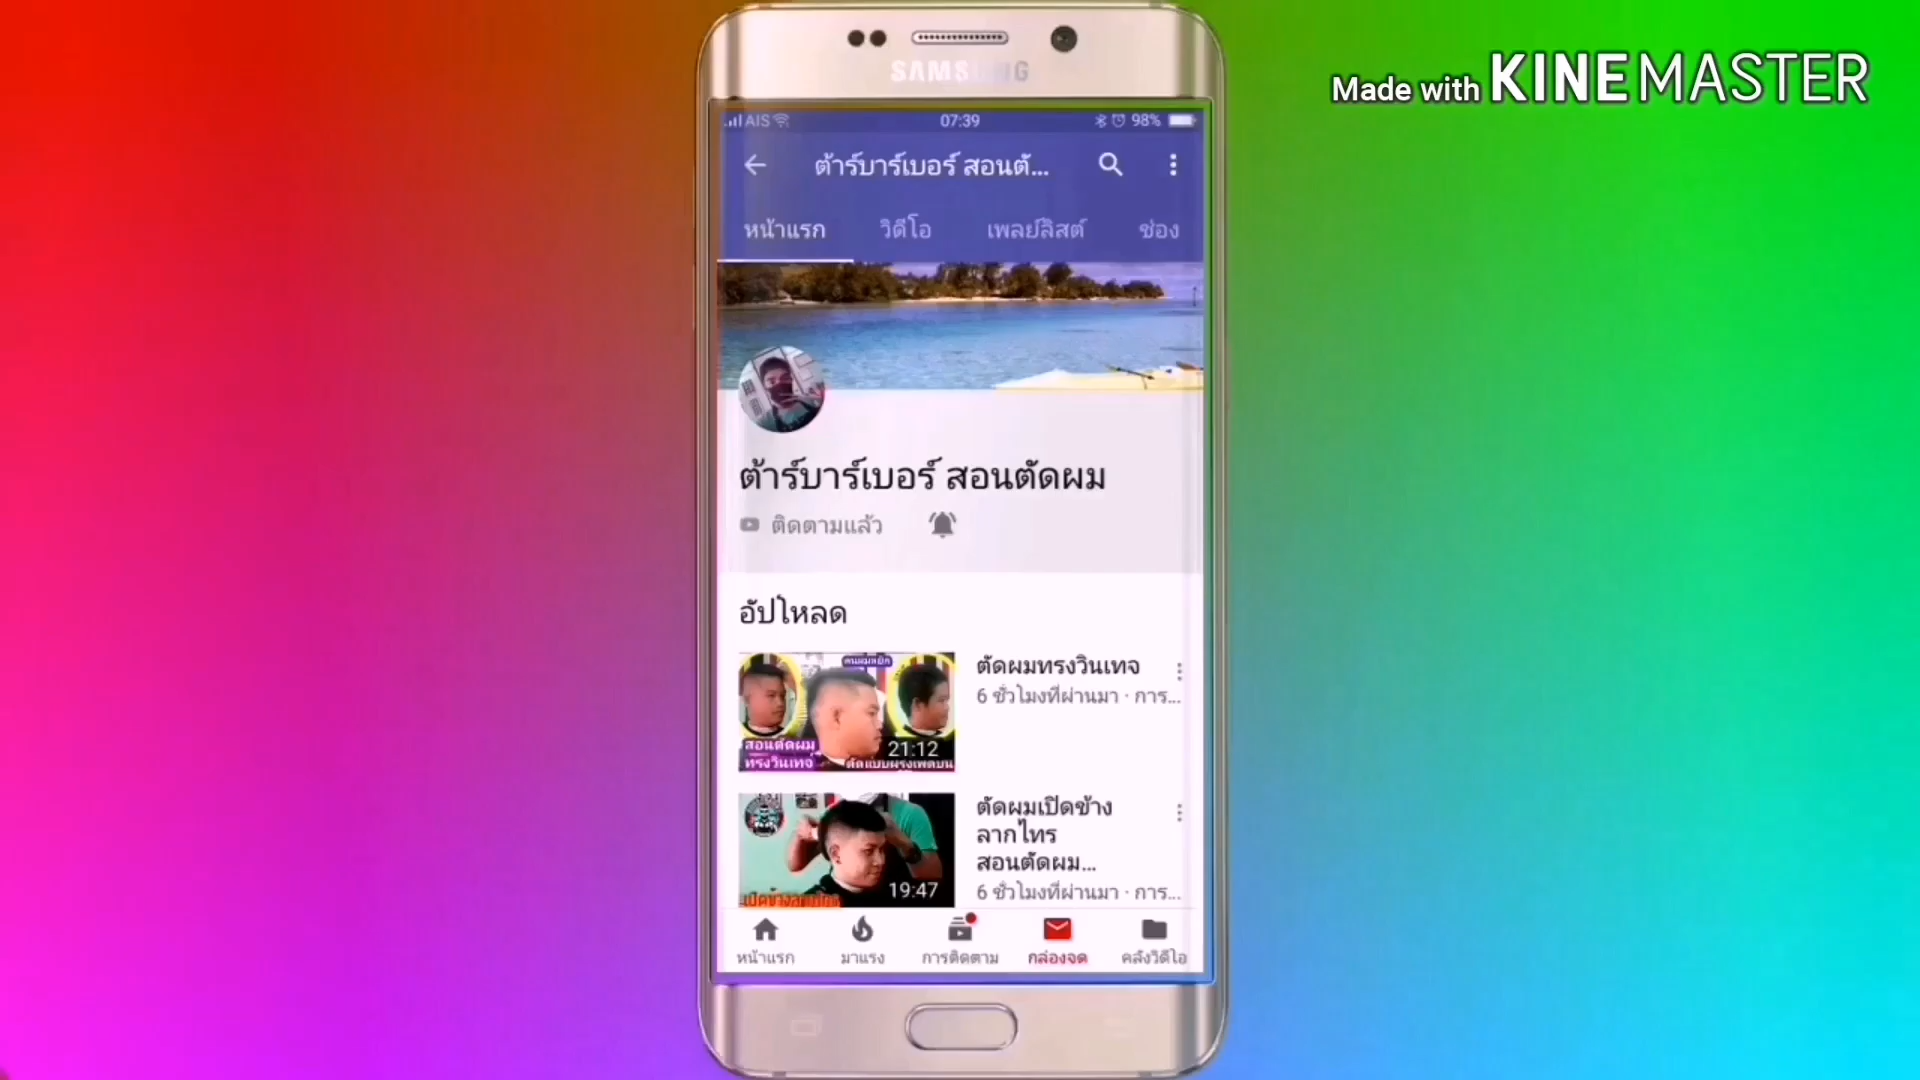 Made with KINEMASTER
SAMSUNG
AIS 07:39 98%
ต้าร์บาร์เบอร์ สอนตั...
หน้าแรก วิดีโอ เพลย์ลิสต์ ช่อง
ต้าร์บาร์เบอร์ สอนตัดผม
ติดตามแล้ว
อัปโหลด
คนผมหยิก
สอนตัดผม
ทรงวินเทจ
21:12
ตัดผมทรงวินเทจ
6 ชั่วโมงที่ผ่านมา · การ...
19:47
ตัดผมเปิดข้าง
ลากไทร
สอนตัดผม...
6 ชั่วโมงที่ผ่านมา · การ...
หน้าแรก มาแรง การติดตาม กล่องจด คลังวิดีโอ